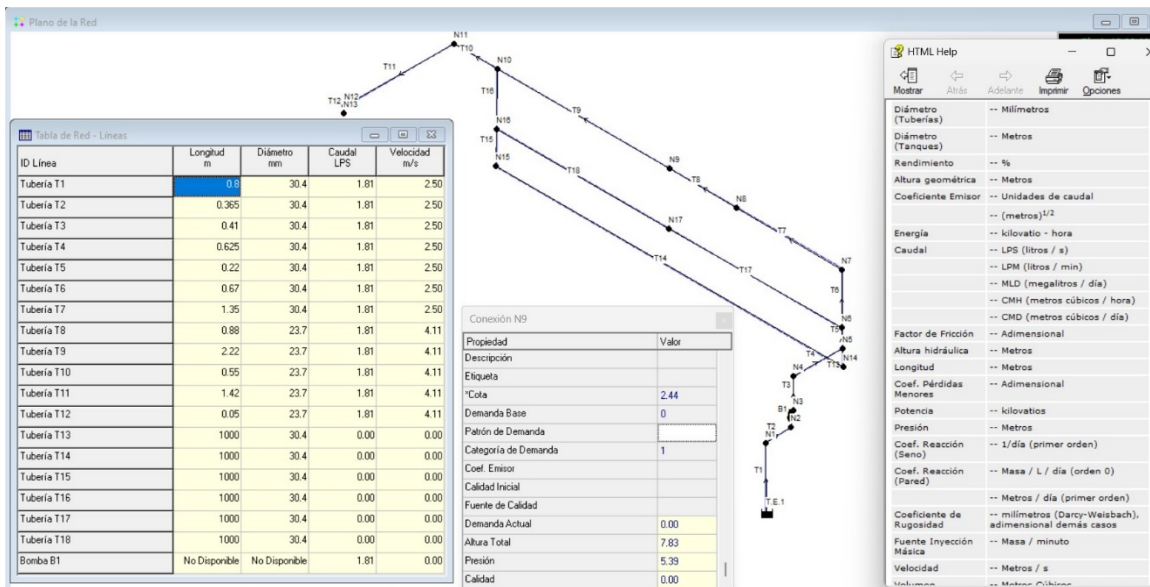 Plano de la Red
N11
T10
N10
T11
T16
T12
N12
N13
T9
N16
T15
N15
N9
T18
T8
N8
N17
T7
T14
T17
N7
T6
N6
T5
N5
T4
N14
T13
N4
T3
N3
B1
N2
T2
N1
T1
T.E.1
Tabla de Red - Líneas
ID Línea Longitud m Diámetro mm Caudal LPS Velocidad m/s
Tubería T1 0.8 30.4 1.81 2.50
Tubería T2 0.365 30.4 1.81 2.50
Tubería T3 0.41 30.4 1.81 2.50
Tubería T4 0.625 30.4 1.81 2.50
Tubería T5 0.22 30.4 1.81 2.50
Tubería T6 0.67 30.4 1.81 2.50
Tubería T7 1.35 30.4 1.81 2.50
Tubería T8 0.88 23.7 1.81 4.11
Tubería T9 2.22 23.7 1.81 4.11
Tubería T10 0.55 23.7 1.81 4.11
Tubería T11 1.42 23.7 1.81 4.11
Tubería T12 0.05 23.7 1.81 4.11
Tubería T13 1000 30.4 0.00 0.00
Tubería T14 1000 30.4 0.00 0.00
Tubería T15 1000 30.4 0.00 0.00
Tubería T16 1000 30.4 0.00 0.00
Tubería T17 1000 30.4 0.00 0.00
Tubería T18 1000 30.4 0.00 0.00
Bomba B1 No Disponible No Disponible 1.81 0.00
Conexión N9
Propiedad Valor
Descripción
Etiqueta
*Cota 2.44
Demanda Base 0
Patrón de Demanda
Categoría de Demanda 1
Coef. Emisor
Calidad Inicial
Fuente de Calidad
Demanda Actual 0.00
Altura Total 7.83
Presión 5.39
Calidad 0.00
HTML Help
Mostrar Atrás Adelante Imprimir Opciones
Diámetro (Tuberías) -- Milímetros
Diámetro (Tanques) -- Metros
Rendimiento -- %
Altura geométrica -- Metros
Coeficiente Emisor -- Unidades de caudal
-- (metros)1/2
Energía -- kilovatio - hora
Caudal -- LPS (litros / s)
-- LPM (litros / min)
-- MLD (megalitros / día)
-- CMH (metros cúbicos / hora)
-- CMD (metros cúbicos / día)
Factor de Fricción -- Adimensional
Altura hidráulica -- Metros
Longitud -- Metros
Coef. Pérdidas Menores -- Adimensional
Potencia -- kilovatios
Presión -- Metros
Coef. Reacción (Seno) -- 1/día (primer orden)
Coef. Reacción (Pared) -- Masa / L / día (orden 0)
-- Metros / día (primer orden)
Coeficiente de Rugosidad -- milímetros (Darcy-Weisbach), adimensional demás casos
Fuente Inyección Másica -- Masa / minuto
Velocidad -- Metros / s
Volumen -- Metros Cúbicos